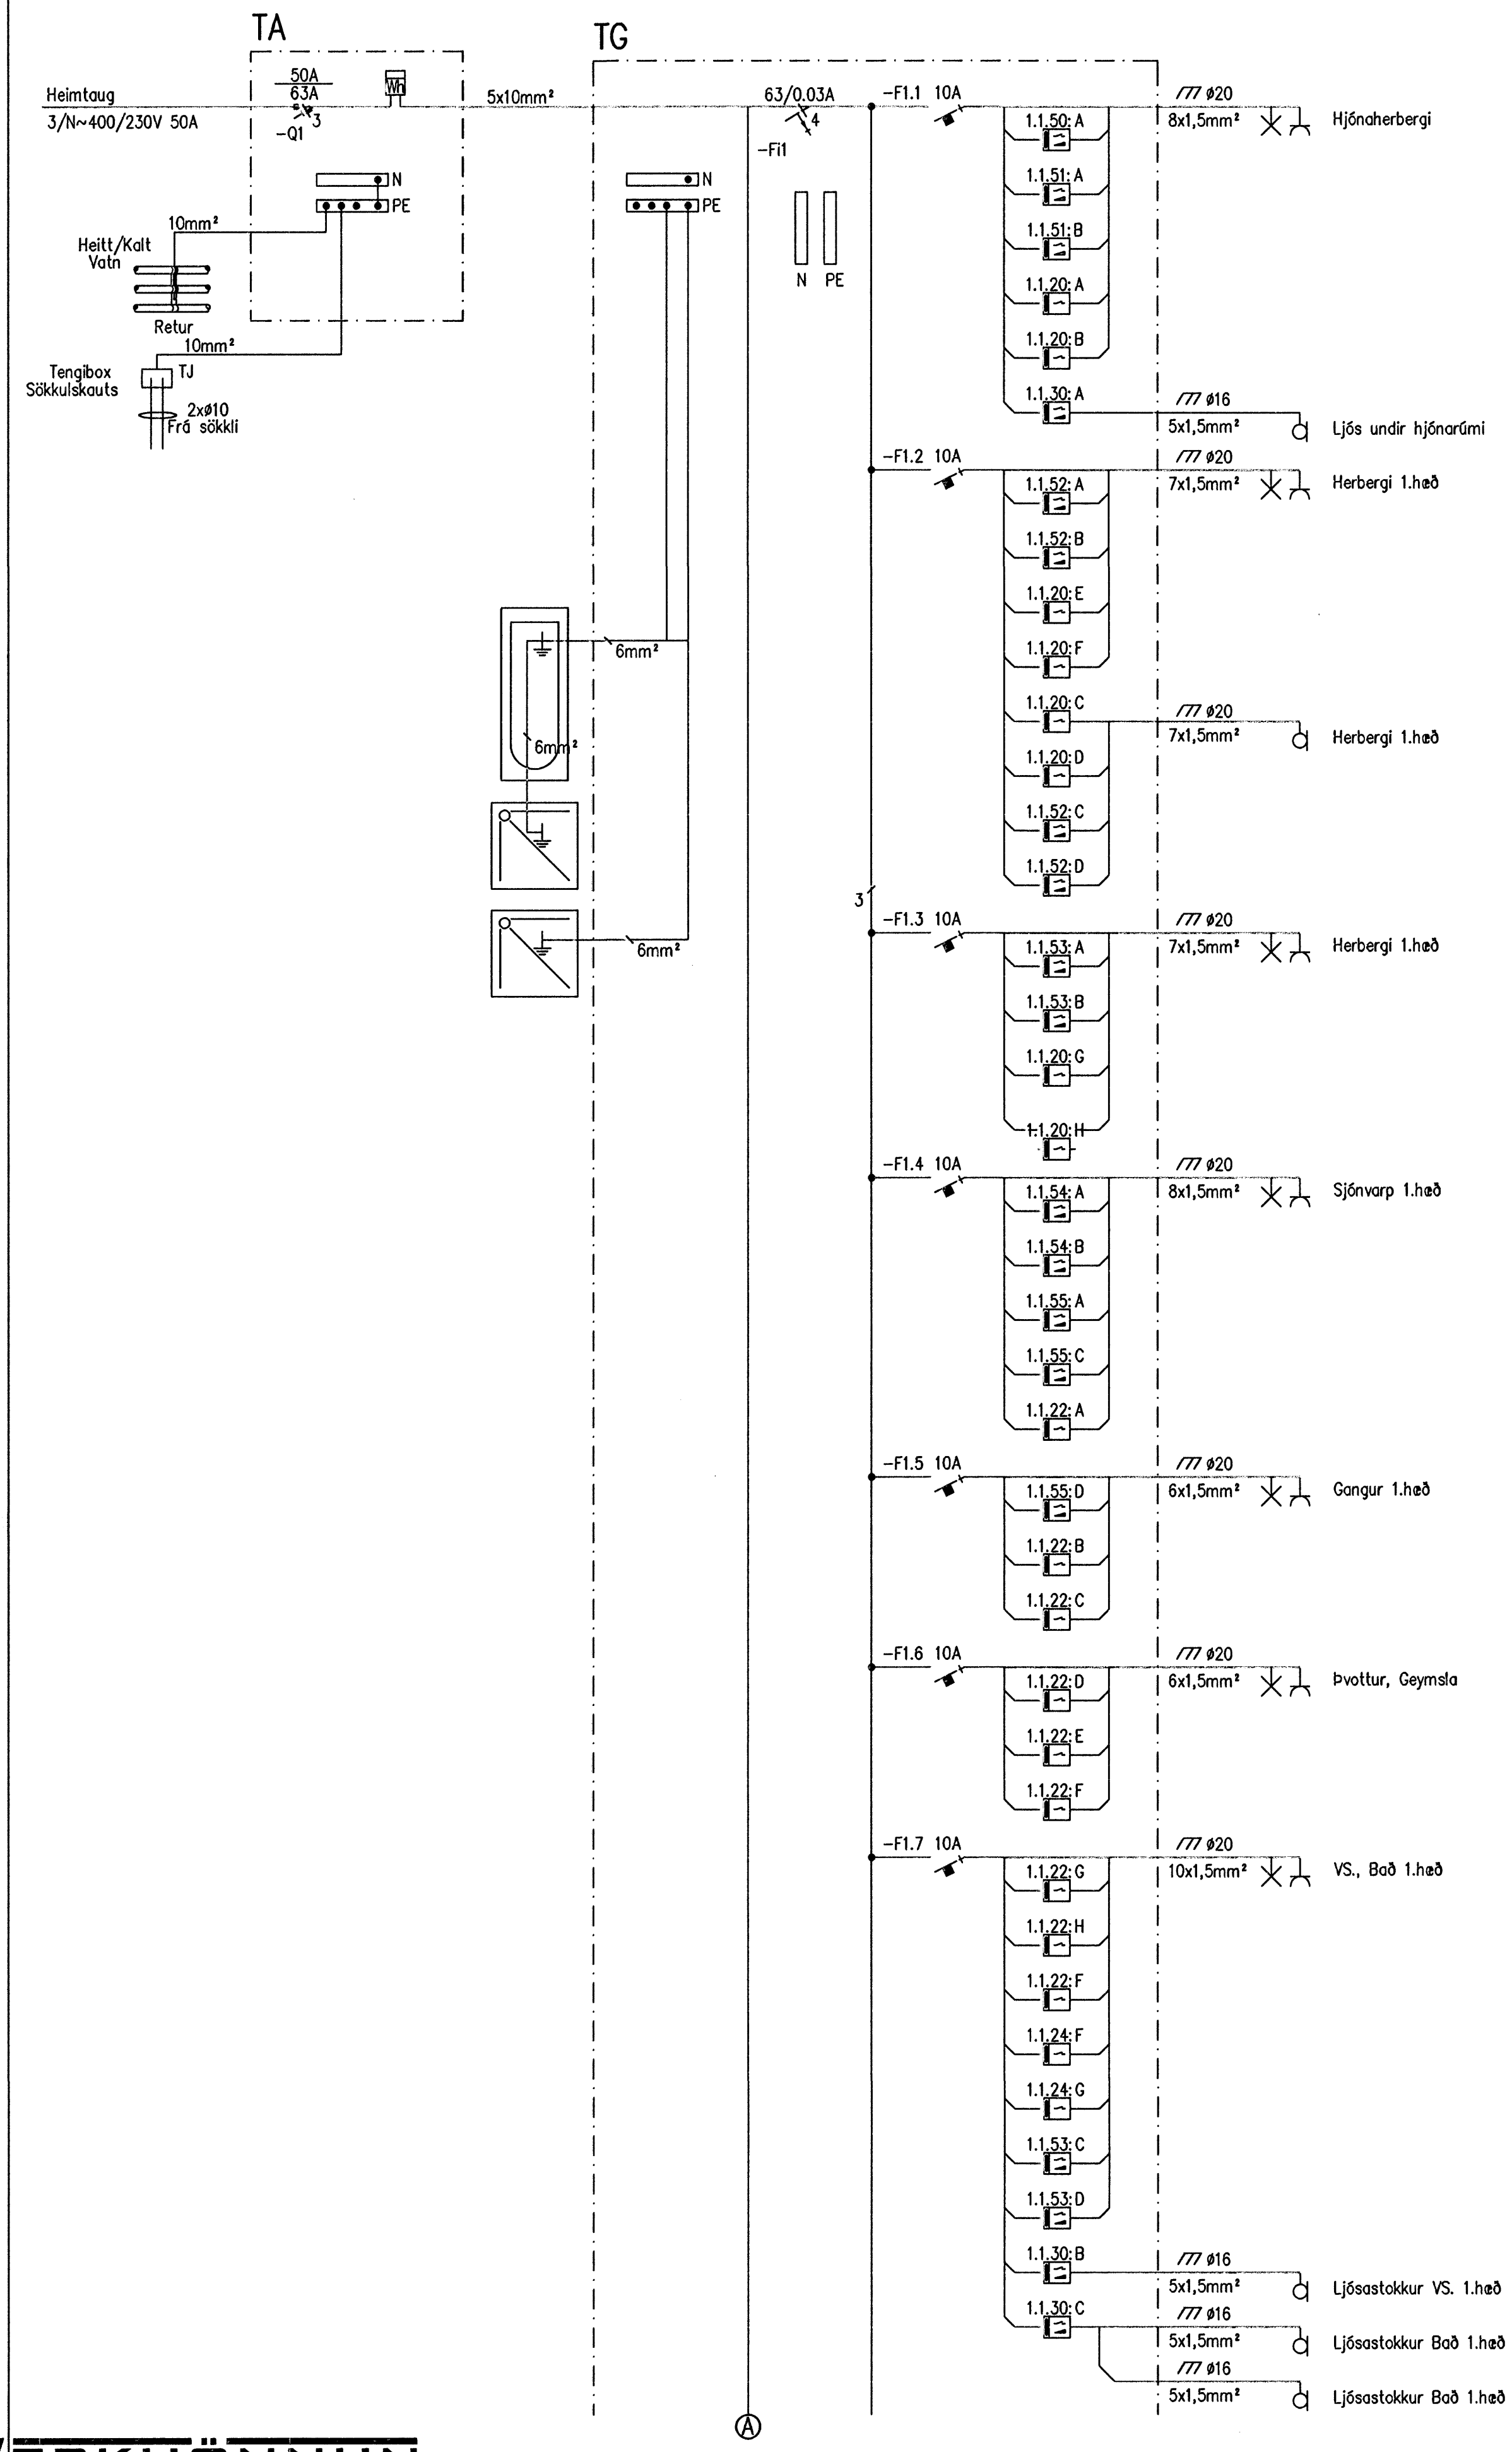 TA
TG
Heimtaug
3/N~400/230V 50A
50A
63A
3
-Q1
Wh
5x10mm²
N
PE
10mm²
Heitt/Kalt
Vatn
Retur
10mm²
Tengibox
Sökkulskauts
TJ
2xø10
Frá sökkli
N
PE
63/0.03A
4
-Fi1
N PE
6mm²
6mm²
6mm²
3
A
-F1.1 10A
1.1.50:A
1.1.51:A
1.1.51:B
1.1.20:A
1.1.20:B
1.1.30:A
ø20
8x1,5mm²
Hjónaherbergi
ø16
5x1,5mm²
Ljós undir hjónarúmi
-F1.2 10A
1.1.52:A
1.1.52:B
1.1.20:E
1.1.20:F
1.1.20:C
1.1.20:D
1.1.52:C
1.1.52:D
ø20
7x1,5mm²
Herbergi 1.hæð
ø20
7x1,5mm²
Herbergi 1.hæð
-F1.3 10A
1.1.53:A
1.1.53:B
1.1.20:G
1.1.20:H
ø20
7x1,5mm²
Herbergi 1.hæð
-F1.4 10A
1.1.54:A
1.1.54:B
1.1.55:A
1.1.55:C
1.1.22:A
ø20
8x1,5mm²
Sjónvarp 1.hæð
-F1.5 10A
1.1.55:D
1.1.22:B
1.1.22:C
ø20
6x1,5mm²
Gangur 1.hæð
-F1.6 10A
1.1.22:D
1.1.22:E
1.1.22:F
ø20
6x1,5mm²
Þvottur, Geymsla
-F1.7 10A
1.1.22:G
1.1.22:H
1.1.22:F
1.1.24:F
1.1.24:G
1.1.53:C
1.1.53:D
1.1.30:B
1.1.30:C
ø20
10x1,5mm²
VS., Bað 1.hæð
ø16
5x1,5mm²
Ljósastokkur VS. 1.hæð
ø16
5x1,5mm²
Ljósastokkur Bað 1.hæð
ø16
5x1,5mm²
Ljósastokkur Bað 1.hæð